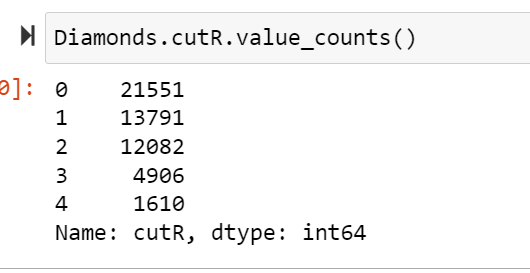 Diamonds.cutR.value_counts()
0]: 0 21551
1 13791
2 12082
3 4906
4 1610
Name: cutR, dtype: int64